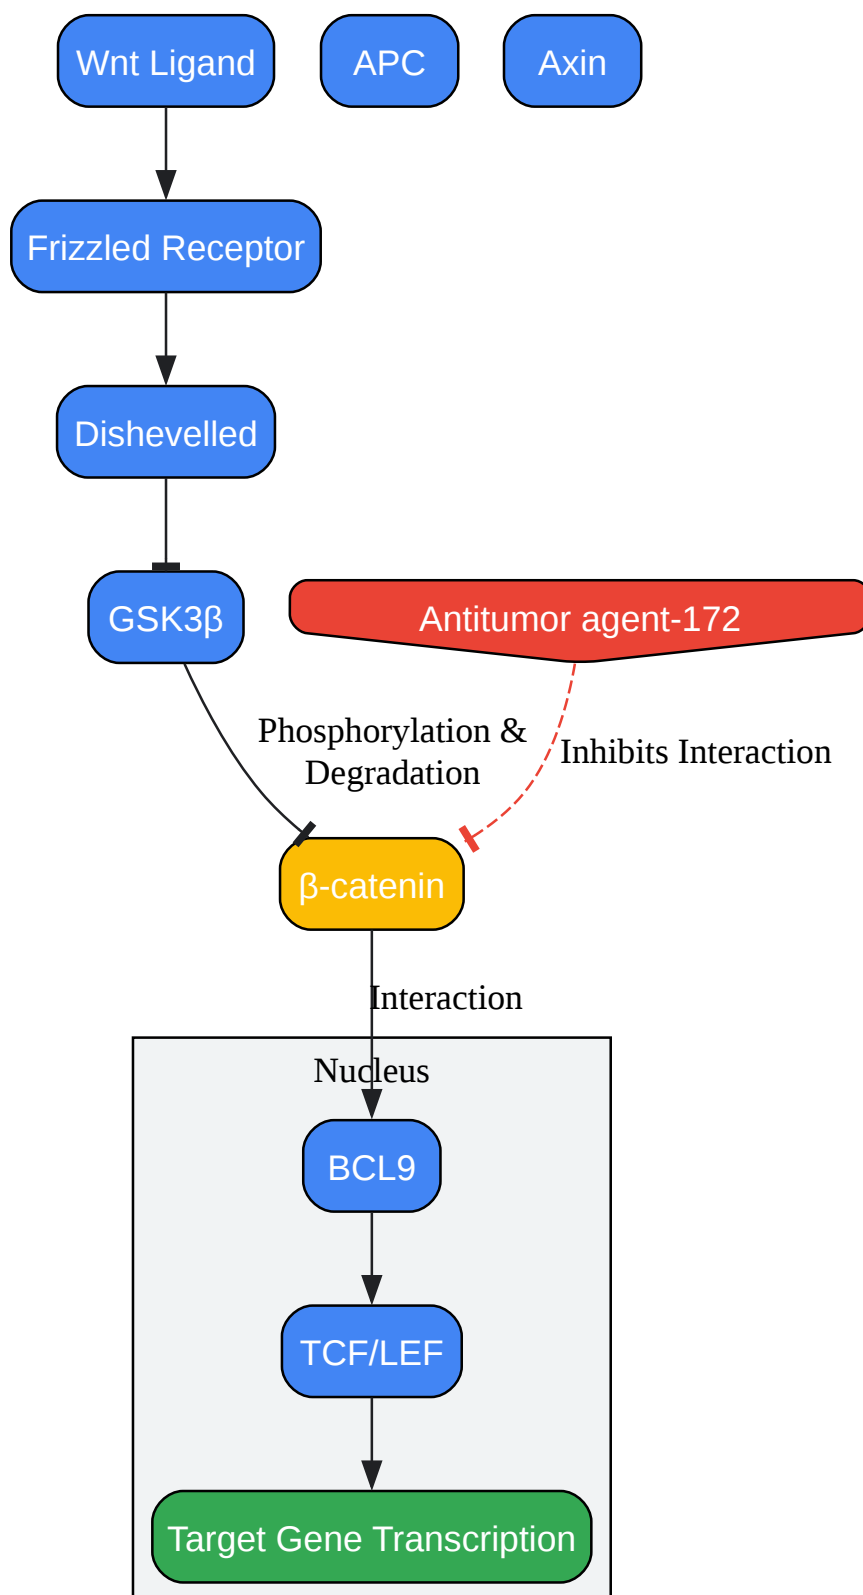 Wnt Ligand
APC
Axin
Frizzled Receptor
Dishevelled
GSK3β
Antitumor agent-172
Phosphorylation &
Degradation
Inhibits Interaction
β-catenin
Interaction
Nucleus
BCL9
TCF/LEF
Target Gene Transcription